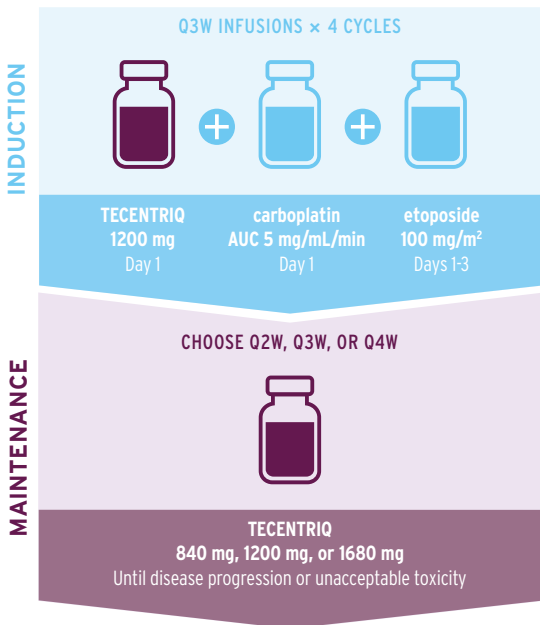 INDUCTION
Q3W INFUSIONS × 4 CYCLES
TECENTRIQ
1200 mg
Day 1
carboplatin
AUC 5 mg/mL/min
Day 1
etoposide
100 mg/m²
Days 1-3
MAINTENANCE
CHOOSE Q2W, Q3W, OR Q4W
TECENTRIQ
840 mg, 1200 mg, or 1680 mg
Until disease progression or unacceptable toxicity